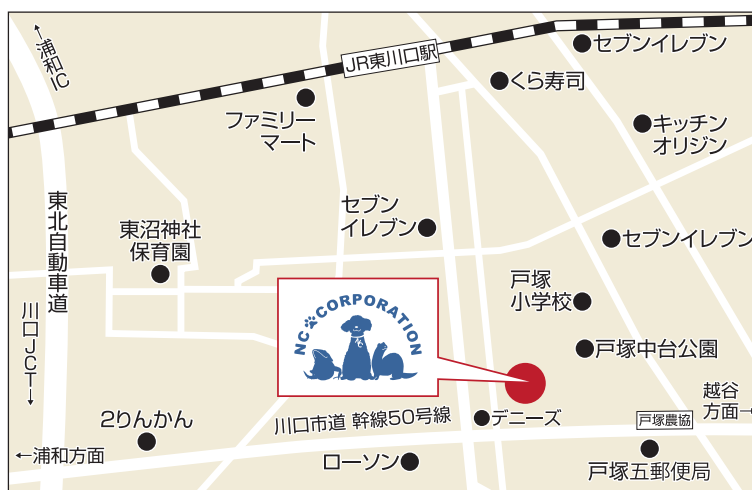 ↑浦和IC
JR東川口駅
セブンイレブン
くら寿司
ファミリー
マート
キッチン
オリジン
東北自動車道
東沼神社
保育園
セブン
イレブン
セブンイレブン
戸塚
小学校
川口JCT→
NC CORPORATION
戸塚中台公園
越谷
方面→
2りんかん
川口市道 幹線50号線
デニーズ
戸塚農協
←浦和方面
ローソン
戸塚五郵便局